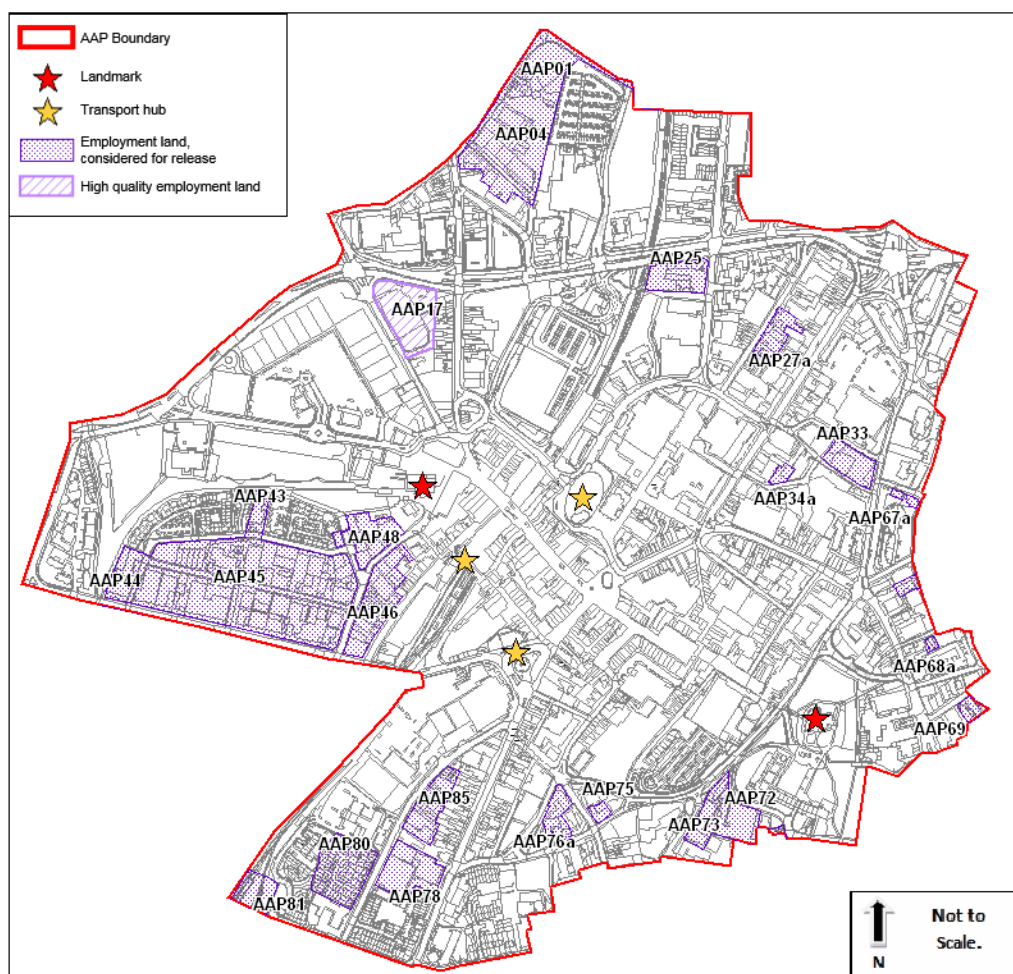 AAP Boundary
Landmark
Transport hub
Employment land,
considered for release
High quality employment land
AAP01
AAP04
AAP25
AAP17
AAP27a
AAP33
AAP34a
AAP43
AAP67a
AAP48
AAP44
AAP45
AAP46
AAP68a
AAP69
AAP85
AAP75
AAP72
AAP73
AAP76a
AAP80
AAP78
AAP81
Not to
Scale.
N